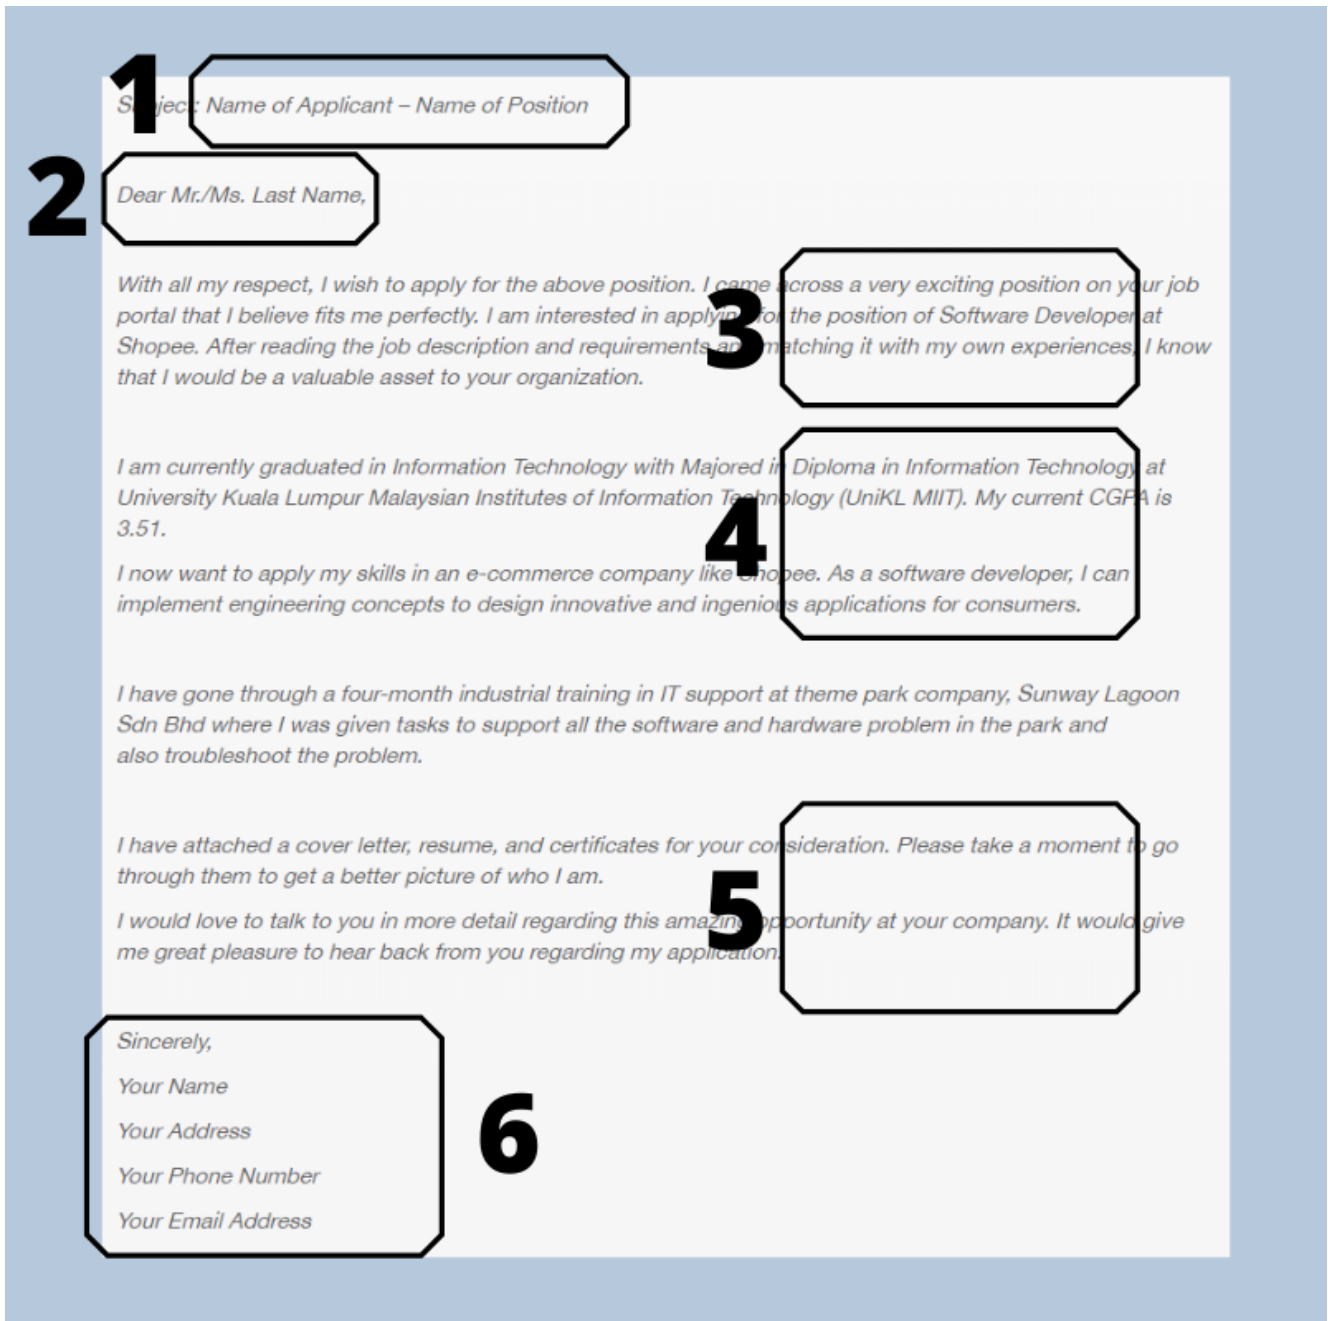 1
Subject: Name of Applicant – Name of Position
2
Dear Mr./Ms. Last Name,
With all my respect, I wish to apply for the above position. I came across a very exciting position on your job
portal that I believe fits me perfectly. I am interested in applying for the position of Software Developer at
3
Shopee. After reading the job description and requirements and matching it with my own experiences, I know
that I would be a valuable asset to your organization.
I am currently graduated in Information Technology with Majored in Diploma in Information Technology at
University Kuala Lumpur Malaysian Institutes of Information Technology (UniKL MIIT). My current CGPA is
3.51.
4
I now want to apply my skills in an e-commerce company like Shopee. As a software developer, I can
implement engineering concepts to design innovative and ingenious applications for consumers.
I have gone through a four-month industrial training in IT support at theme park company, Sunway Lagoon
Sdn Bhd where I was given tasks to support all the software and hardware problem in the park and
also troubleshoot the problem.
I have attached a cover letter, resume, and certificates for your consideration. Please take a moment to go
through them to get a better picture of who I am.
5
I would love to talk to you in more detail regarding this amazing opportunity at your company. It would give
me great pleasure to hear back from you regarding my application.
Sincerely,
Your Name
Your Address
6
Your Phone Number
Your Email Address